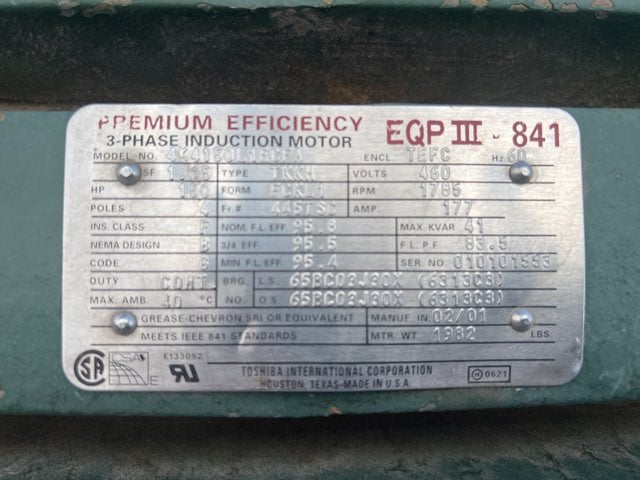 PREMIUM EFFICIENCY EQP III - 841
3-PHASE INDUCTION MOTOR
MODEL NO. ENCL. TEFC Hz 60
SF 1.15 TYPE TKKH VOLTS 460
HP 150 FORM RPM 1785
POLES 4 Fr.# 445TSC AMP. 177
INS. CLASS F NOM. F.L. EFF. 95.8 MAX. KVAR 41
NEMA DESIGN B 3/4 EFF. 95.5 F.L. P.F. 83.5
CODE G MIN. F.L. EFF. 95.4 SER NO 010101553
DUTY CONT. BRG. L.S. 65BC03J30X (6313C3)
MAX. AMB. 40 °C NO. O.S. 65BC03J30X (6313C3)
GREASE-CHEVRON SRI OR EQUIVALENT MANUF. IN 02/01
MEETS IEEE 841 STANDARDS MTR. WT. 1982 LBS.
E133052
TOSHIBA INTERNATIONAL CORPORATION
HOUSTON, TEXAS-MADE IN U.S.A.
0621